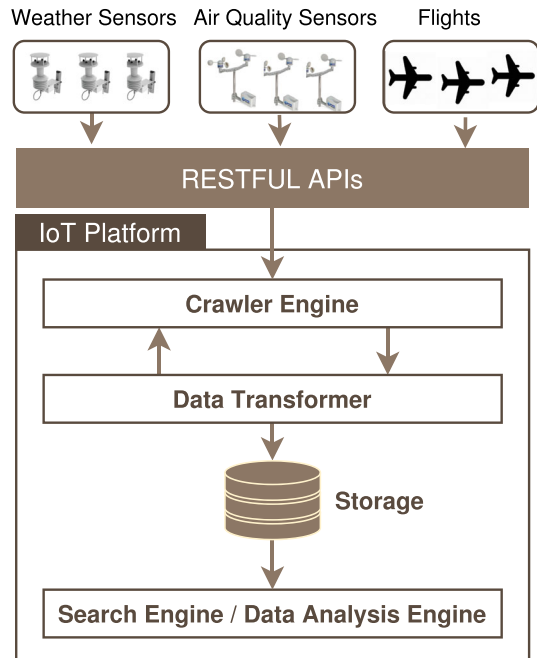 Weather Sensors
Air Quality Sensors
Flights
RESTFUL APIs
IoT Platform
Crawler Engine
Data Transformer
Storage
Search Engine / Data Analysis Engine